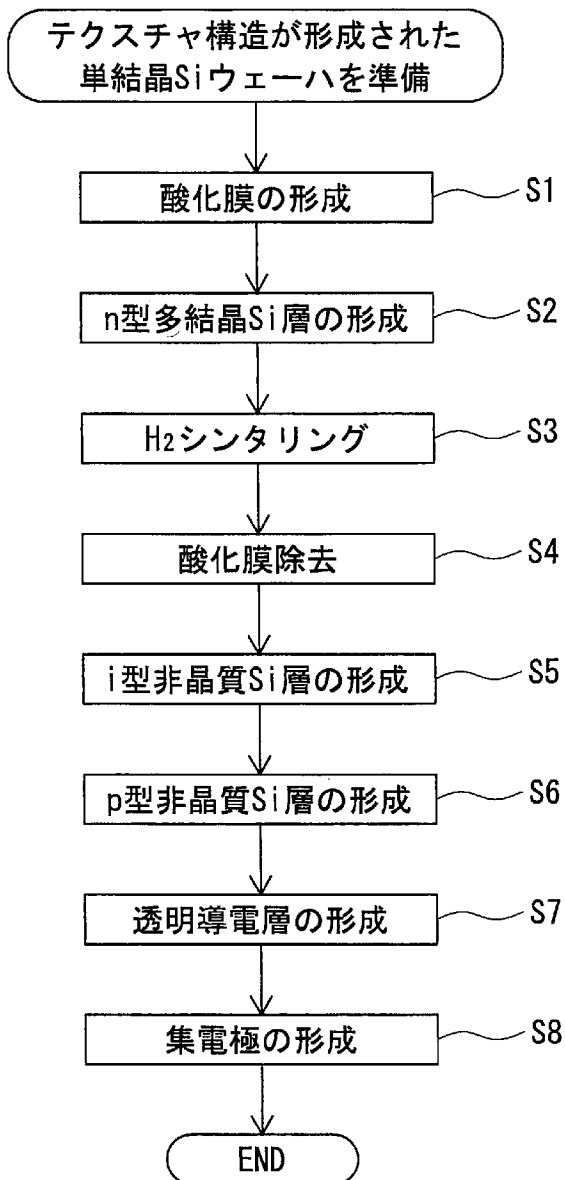 テクスチャ構造が形成された
単結晶Siウェーハを準備
酸化膜の形成 S1
n型多結晶Si層の形成 S2
H2シンタリング S3
酸化膜除去 S4
i型非晶質Si層の形成 S5
p型非晶質Si層の形成 S6
透明導電層の形成 S7
集電極の形成 S8
END